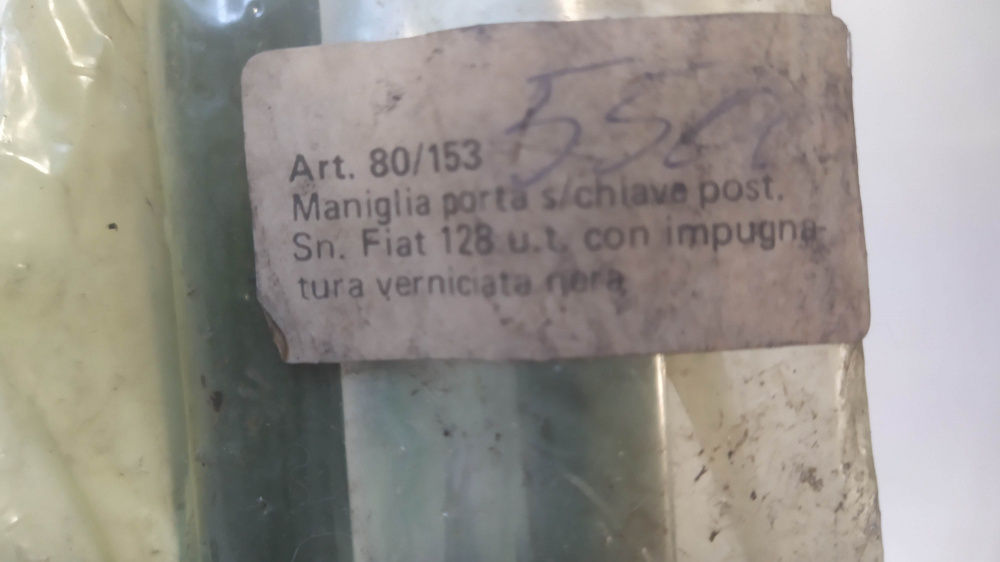 Art. 80/153
Maniglia porta s/chiave post.
Sn. Fiat 128 u.t. con impugna-
tura verniciata nera